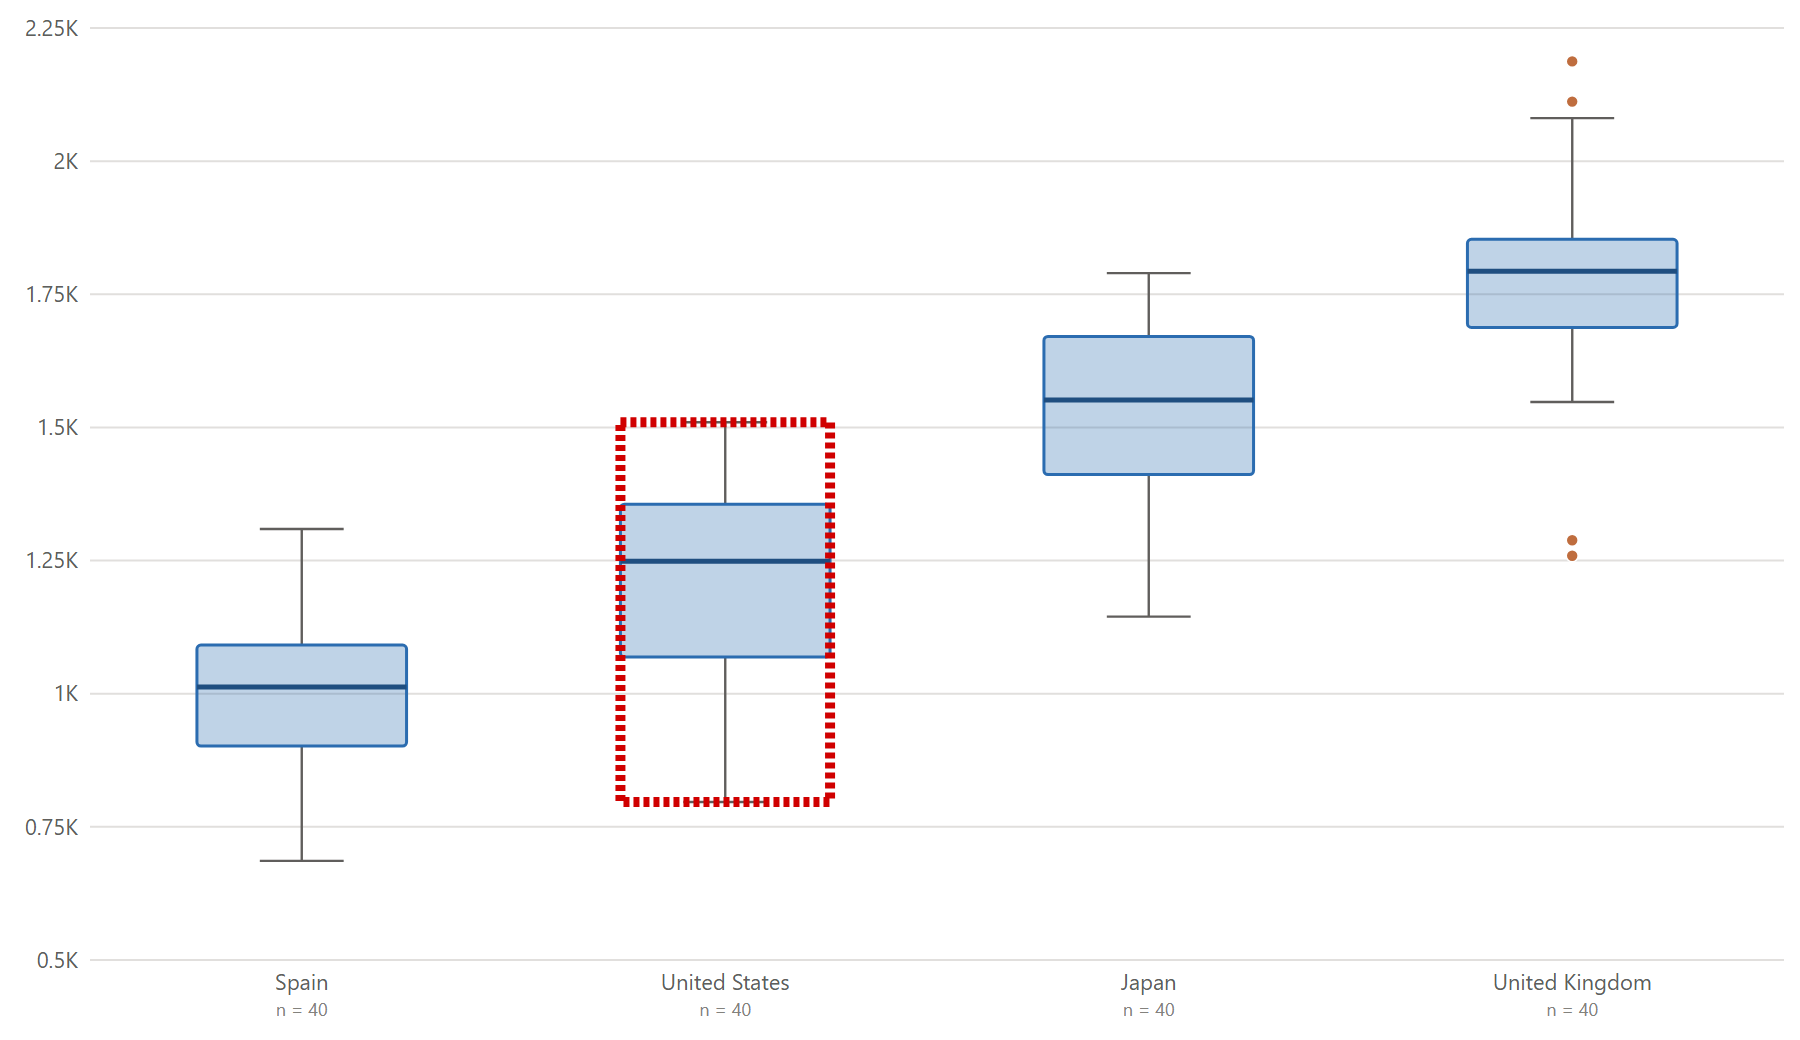 2.25K
2K
1.75K
1.5K
1.25K
1K
0.75K
0.5K
Spain
n = 40
United States
n = 40
Japan
n = 40
United Kingdom
n = 40